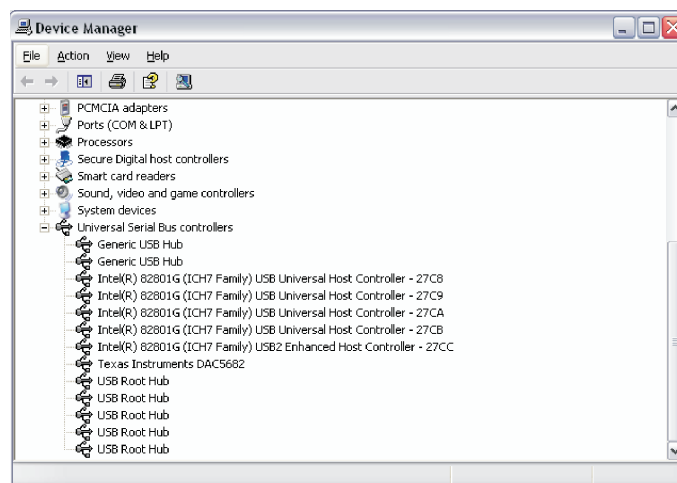 Device Manager
File Action View Help
PCMCIA adapters
Ports (COM & LPT)
Processors
Secure Digital host controllers
Smart card readers
Sound, video and game controllers
System devices
Universal Serial Bus controllers
Generic USB Hub
Generic USB Hub
Intel(R) 82801G (ICH7 Family) USB Universal Host Controller - 27C8
Intel(R) 82801G (ICH7 Family) USB Universal Host Controller - 27C9
Intel(R) 82801G (ICH7 Family) USB Universal Host Controller - 27CA
Intel(R) 82801G (ICH7 Family) USB Universal Host Controller - 27CB
Intel(R) 82801G (ICH7 Family) USB2 Enhanced Host Controller - 27CC
Texas Instruments DAC5682
USB Root Hub
USB Root Hub
USB Root Hub
USB Root Hub
USB Root Hub